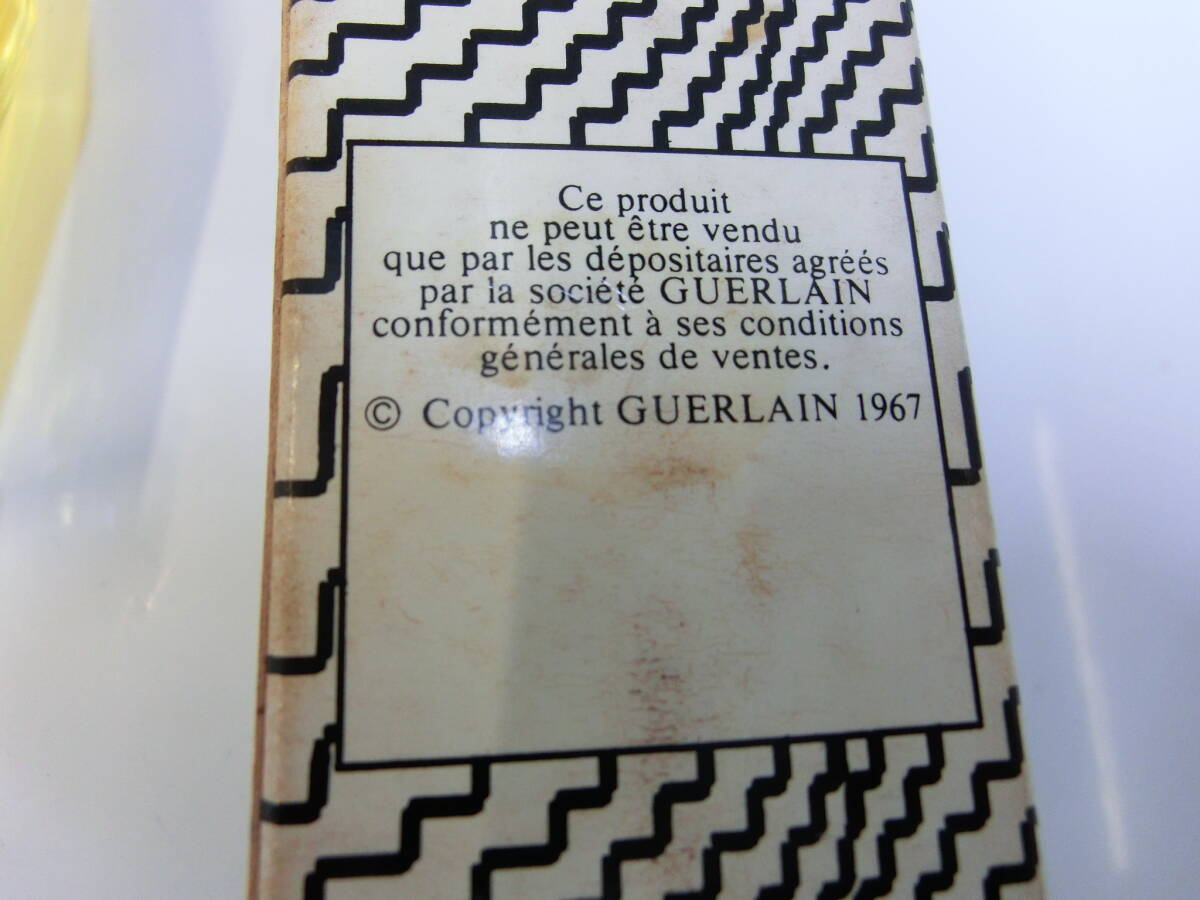 Ce produit
ne peut être vendu
que par les dépositaires agréés
par la société GUERLAIN
conformément à ses conditions
générales de ventes.
© Copyright GUERLAIN 1967